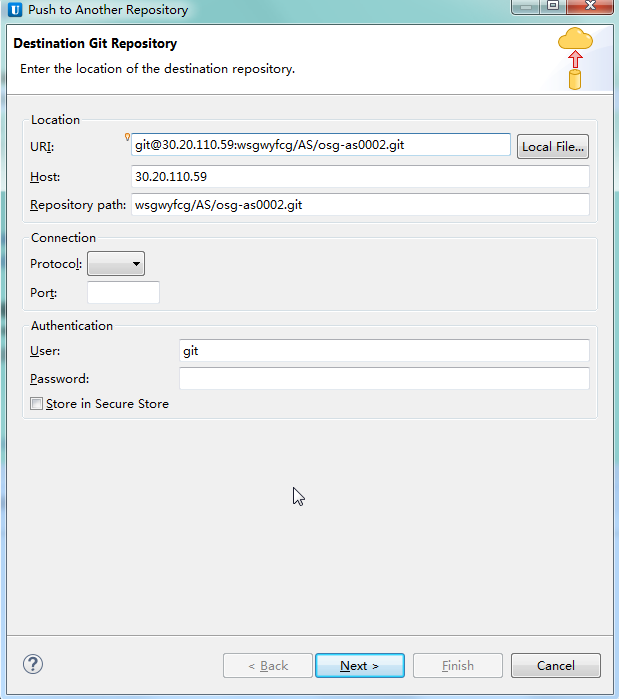 Push to Another Repository
Destination Git Repository
Enter the location of the destination repository.
Location
URI: git@30.20.110.59:wsgwyfcg/AS/osg-as0002.git Local File...
Host: 30.20.110.59
Repository path: wsgwyfcg/AS/osg-as0002.git
Connection
Protocol:
Port:
Authentication
User: git
Password:
Store in Secure Store
< Back Next > Finish Cancel